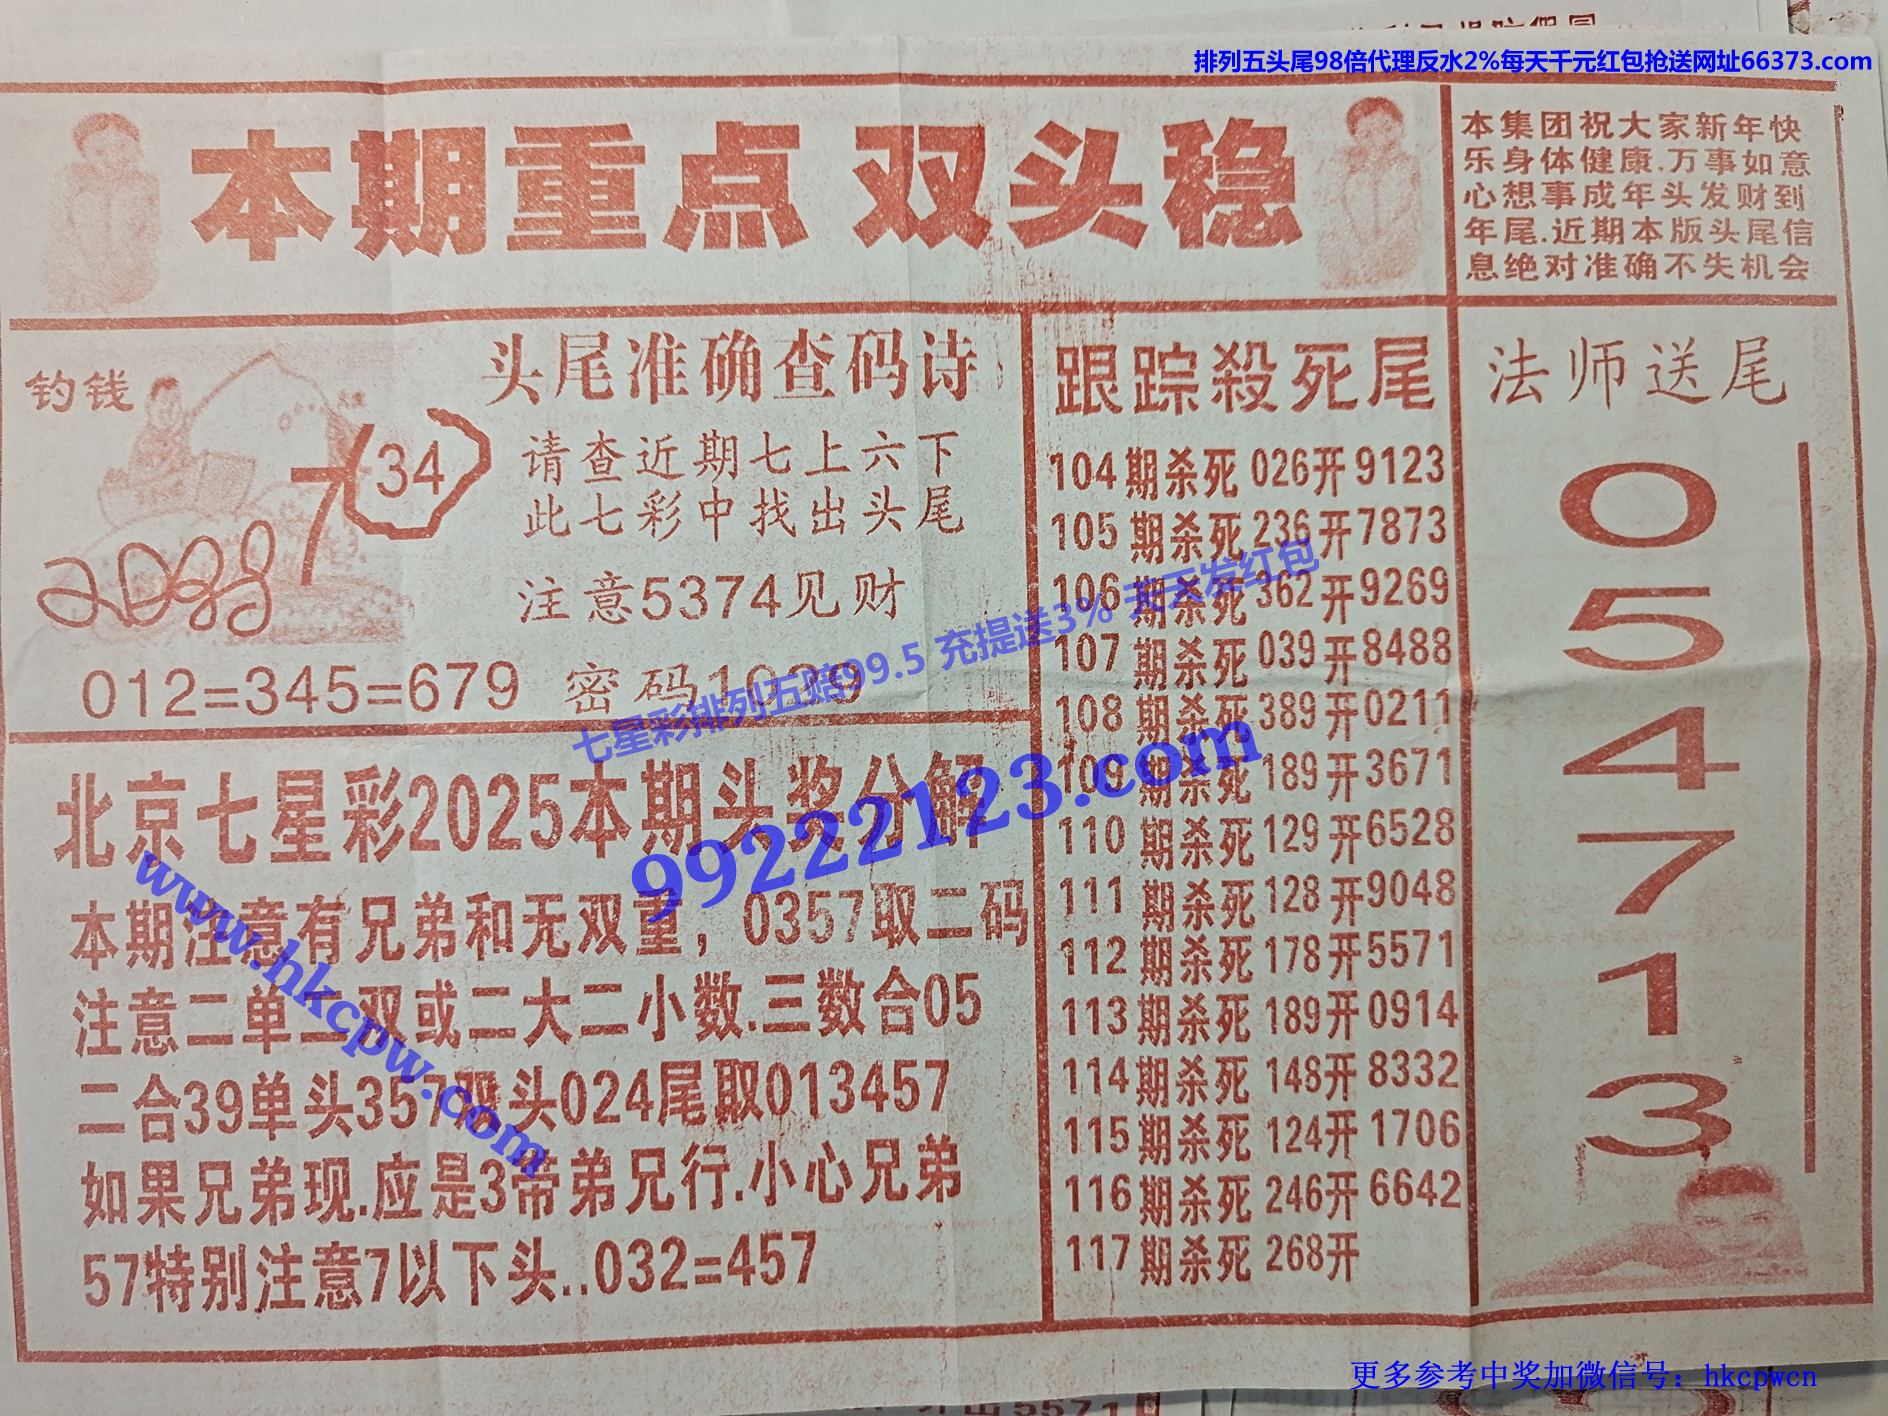 排列五头尾98倍代理反水2%每天千元红包抢送网址66373.com
本期重点 双头稳
本集团祝大家新年快
乐身体健康.万事如意
心想事成年头发财到
年尾.近期本版头尾信
息绝对准确不失机会
钓钱
7(34)
头尾准确查码诗
请查近期七上六下
此七彩中找出头尾
注意5374见财
012=345=679 密码1029
北京七星彩2025本期头奖分解
本期注意有兄弟和无双重，0357取二码
注意二单二双或二大二小数.三数合05
二合39单头357双头024尾取013457
如果兄弟现.应是3带弟兄行.小心兄弟
57特别注意7以下头..032=457
跟踪殺死尾
104期杀死026开9123
105期杀死236开7873
106期杀死362开9269
107期杀死039开8488
108期杀死389开0211
109期杀死189开3671
110期杀死129开6528
111期杀死128开9048
112期杀死178开5571
113期杀死189开0914
114期杀死148开8332
115期杀死124开1706
116期杀死246开6642
117期杀死268开
法师送尾
0
5
4
7
1
3
七星彩排列五赔99.5 充提送3% 天天发红包
99222123.com
www.hkcpw.com
更多参考中奖加微信号：hkcpwcn